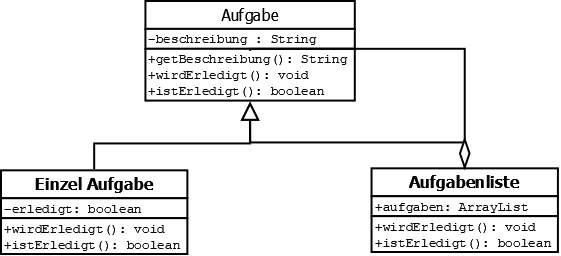 Aufgabe
-beschreibung : String
+getBeschreibung(): String
+wirdErledigt(): void
+istErledigt(): boolean
Einzel Aufgabe
-erledigt: boolean
+wirdErledigt(): void
+istErledigt(): boolean
Aufgabenliste
+aufgaben: ArrayList
+wirdErledigt(): void
+istErledigt(): boolean